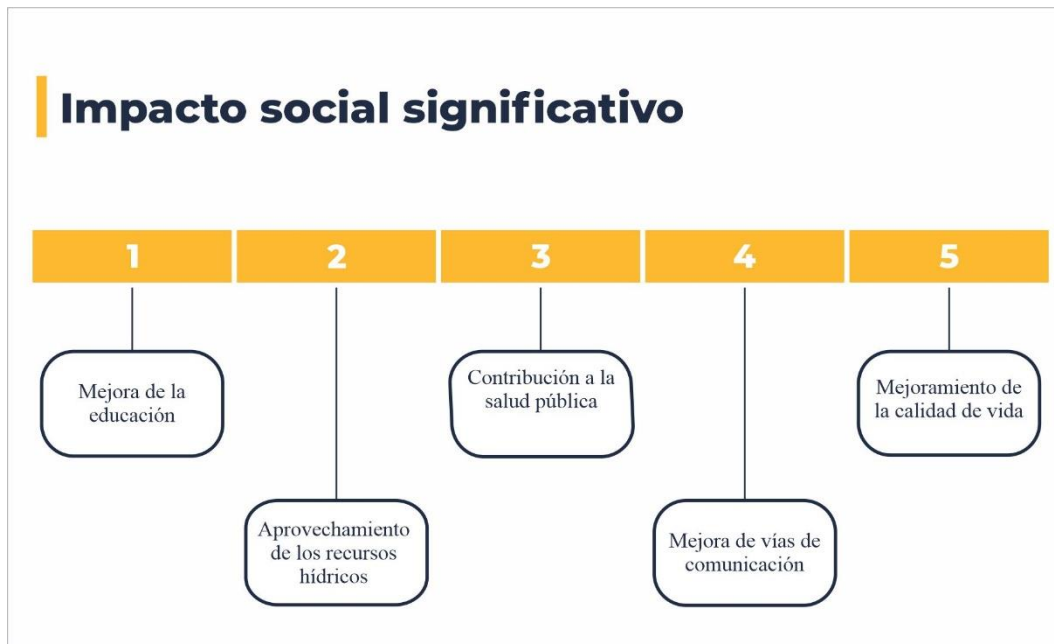 Impacto social significativo
1
2
3
4
5
Mejora de la
educación
Aprovechamiento
de los recursos
hídricos
Contribución a la
salud pública
Mejora de vías de
comunicación
Mejoramiento de
la calidad de vida